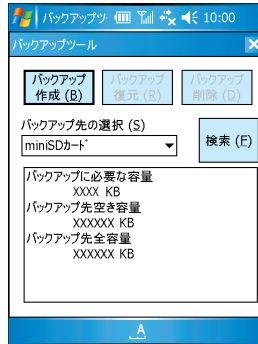 バックアップツ 10:00
バックアップツール
バックアップ
作成 (B)
バックアップ
復元 (R)
バックアップ
削除 (D)
バックアップ先の選択 (S)
miniSDｶｰﾄﾞ
検索 (F)
バックアップに必要な容量
XXXX KB
バックアップ先空き容量
XXXXXX KB
バックアップ先全容量
XXXXXX KB
A